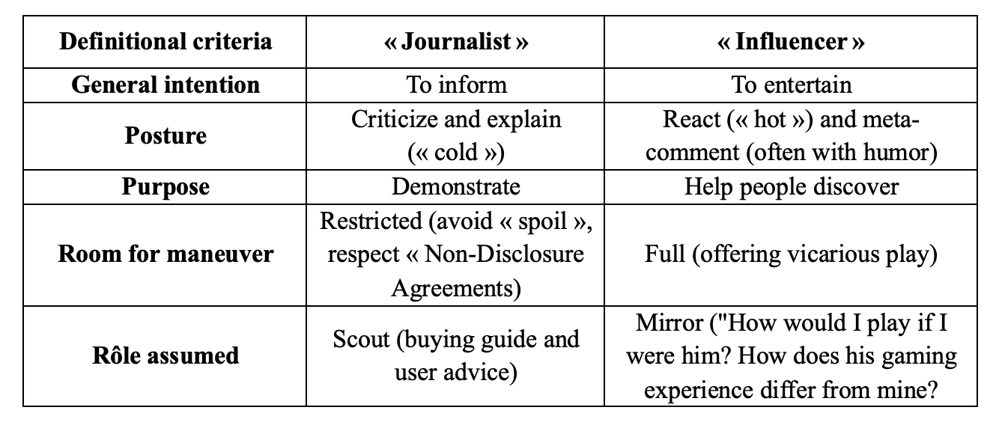 Definitional criteria
« Journalist »
« Influencer »
General intention
To inform
To entertain
Posture
Criticize and explain
(« cold »)
React (« hot ») and meta-
comment (often with humor)
Purpose
Demonstrate
Help people discover
Room for maneuver
Restricted (avoid « spoil »,
respect « Non-Disclosure
Agreements)
Full (offering vicarious play)
Rôle assumed
Scout (buying guide and
user advice)
Mirror ("How would I play if I
were him? How does his gaming
experience differ from mine?